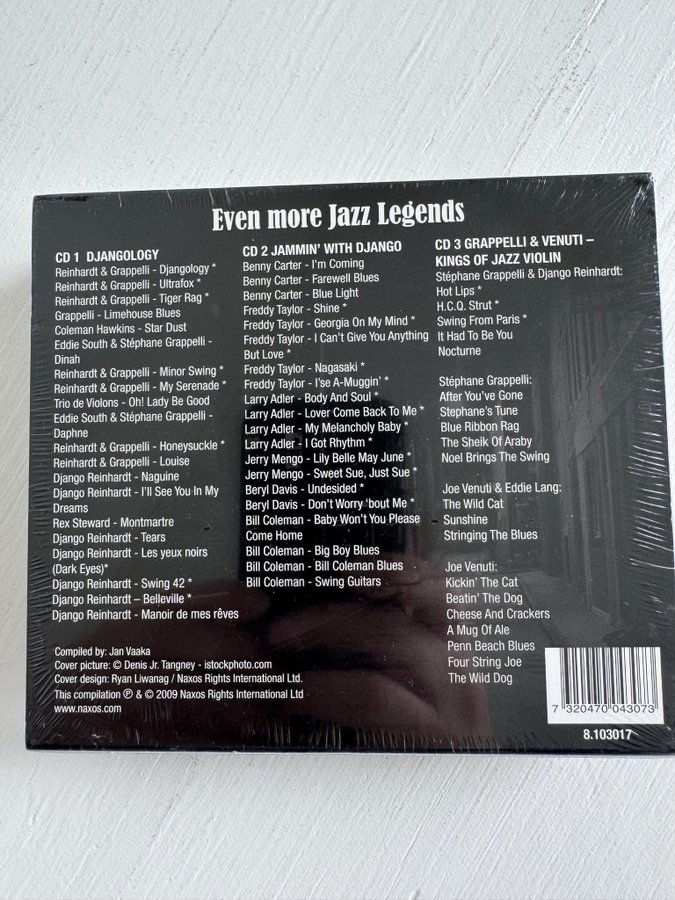 Even more Jazz Legends
CD 1 DJANGOLOGY
Reinhardt & Grappelli - Djangology *
Reinhardt & Grappelli - Ultrafox *
Reinhardt & Grappelli - Tiger Rag *
Grappelli - Limehouse Blues
Coleman Hawkins - Star Dust
Eddie South & Stéphane Grappelli -
Dinah
Reinhardt & Grappelli - Minor Swing *
Reinhardt & Grappelli - My Serenade *
Trio de Violons - Oh! Lady Be Good
Eddie South & Stéphane Grappelli -
Daphne
Reinhardt & Grappelli - Honeysuckle *
Reinhardt & Grappelli - Louise
Django Reinhardt - Naguine
Django Reinhardt - I'll See You In My
Dreams
Rex Steward - Montmartre
Django Reinhardt - Tears
Django Reinhardt - Les yeux noirs
(Dark Eyes)*
Django Reinhardt - Swing 42 *
Django Reinhardt – Belleville *
Django Reinhardt - Manoir de mes rêves
CD 2 JAMMIN' WITH DJANGO
Benny Carter - I'm Coming
Benny Carter - Farewell Blues
Benny Carter - Blue Light
Freddy Taylor - Shine *
Freddy Taylor - Georgia On My Mind *
Freddy Taylor - I Can't Give You Anything
But Love *
Freddy Taylor - Nagasaki *
Freddy Taylor - I'se A-Muggin' *
Larry Adler - Body And Soul *
Larry Adler - Lover Come Back To Me *
Larry Adler - My Melancholy Baby *
Larry Adler - I Got Rhythm *
Jerry Mengo - Lily Belle May June *
Jerry Mengo - Sweet Sue, Just Sue *
Beryl Davis - Undesided *
Beryl Davis - Don't Worry 'bout Me *
Bill Coleman - Baby Won't You Please
Come Home
Bill Coleman - Big Boy Blues
Bill Coleman - Bill Coleman Blues
Bill Coleman - Swing Guitars
CD 3 GRAPPELLI & VENUTI –
KINGS OF JAZZ VIOLIN
Stéphane Grappelli & Django Reinhardt:
Hot Lips *
H.C.Q. Strut *
Swing From Paris *
It Had To Be You
Nocturne
Stéphane Grappelli:
After You've Gone
Stephane's Tune
Blue Ribbon Rag
The Sheik Of Araby
Noel Brings The Swing
Joe Venuti & Eddie Lang:
The Wild Cat
Sunshine
Stringing The Blues
Joe Venuti:
Kickin' The Cat
Beatin' The Dog
Cheese And Crackers
A Mug Of Ale
Penn Beach Blues
Four String Joe
The Wild Dog
Compiled by: Jan Vaaka
Cover picture: © Denis Jr. Tangney - istockphoto.com
Cover design: Ryan Liwanag / Naxos Rights International Ltd.
This compilation ℗ & © 2009 Naxos Rights International Ltd
www.naxos.com
7 320470 043073
8.103017